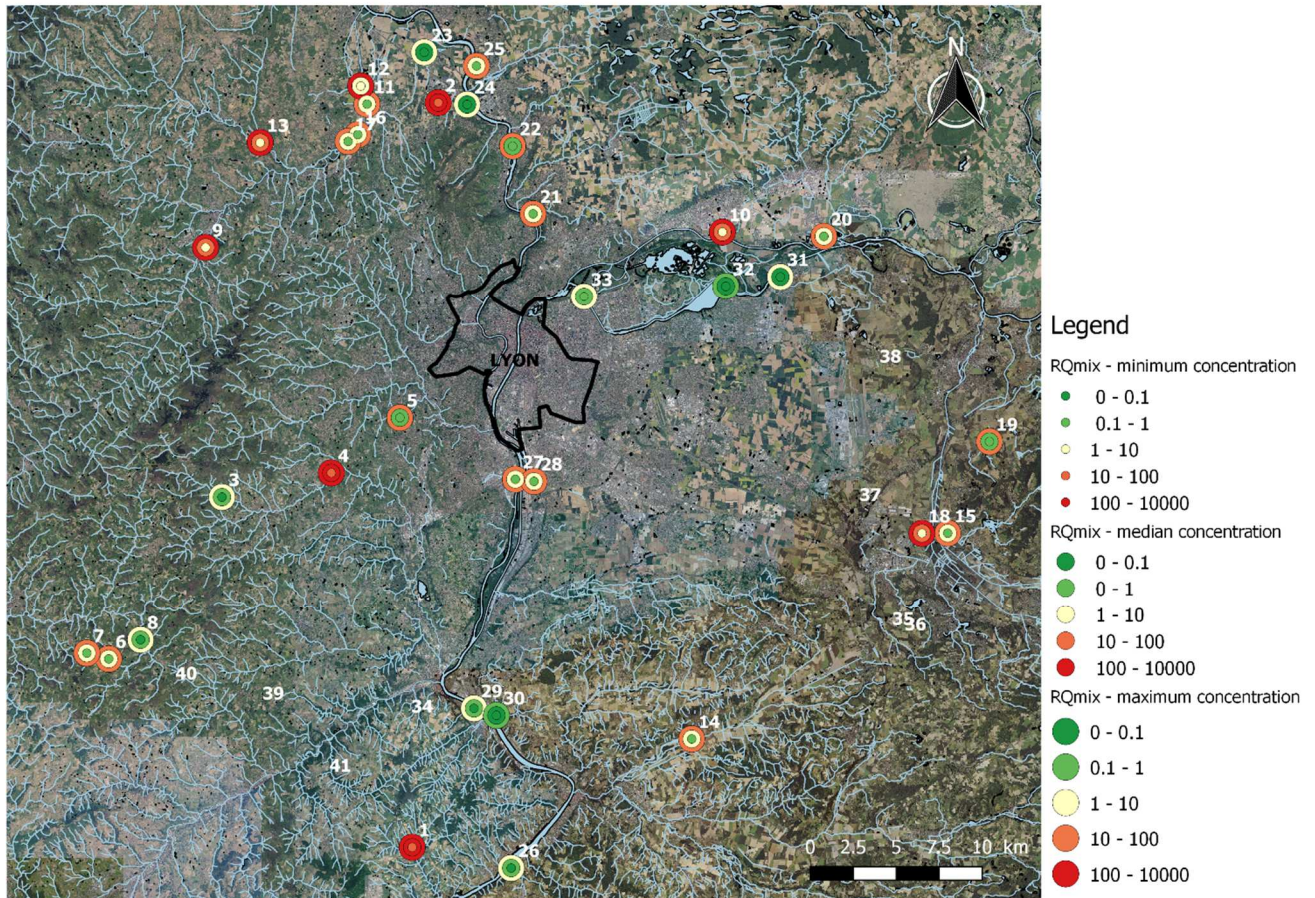 N
23
25
12
11
2
24
13
16
17
22
21
9
10
20
32
31
33
38
LYON
5
19
4
27
28
3
37
18
15
35
36
8
7
6
40
39
34
29
30
14
41
1
26
0 2.5 5 7.5 10 km
Legend
RQmix - minimum concentration
0 - 0.1
0.1 - 1
1 - 10
10 - 100
100 - 10000
RQmix - median concentration
0 - 0.1
0 - 1
1 - 10
10 - 100
100 - 10000
RQmix - maximum concentration
0 - 0.1
0.1 - 1
1 - 10
10 - 100
100 - 10000